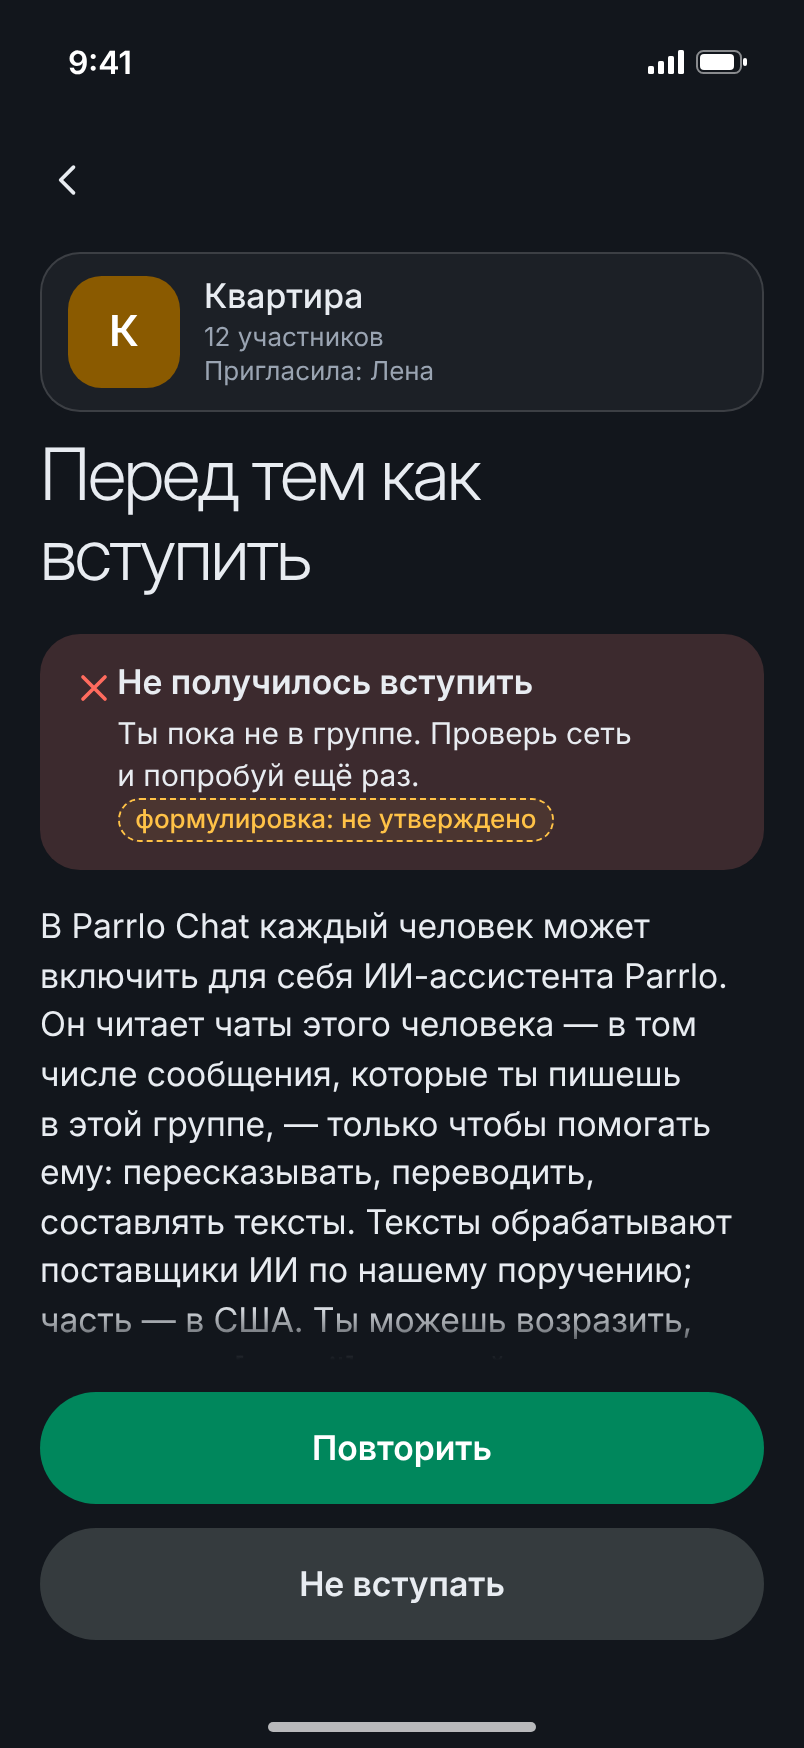 9:41
К
Квартира
12 участников
Пригласила: Лена
Перед тем как
вступить
Не получилось вступить
Ты пока не в группе. Проверь сеть
и попробуй ещё раз.
формулировка: не утверждено
В Parrlo Chat каждый человек может
включить для себя ИИ-ассистента Parrlo.
Он читает чаты этого человека — в том
числе сообщения, которые ты пишешь
в этой группе, — только чтобы помогать
ему: пересказывать, переводить,
составлять тексты. Тексты обрабатывают
поставщики ИИ по нашему поручению;
часть — в США. Ты можешь возразить,
Повторить
Не вступать